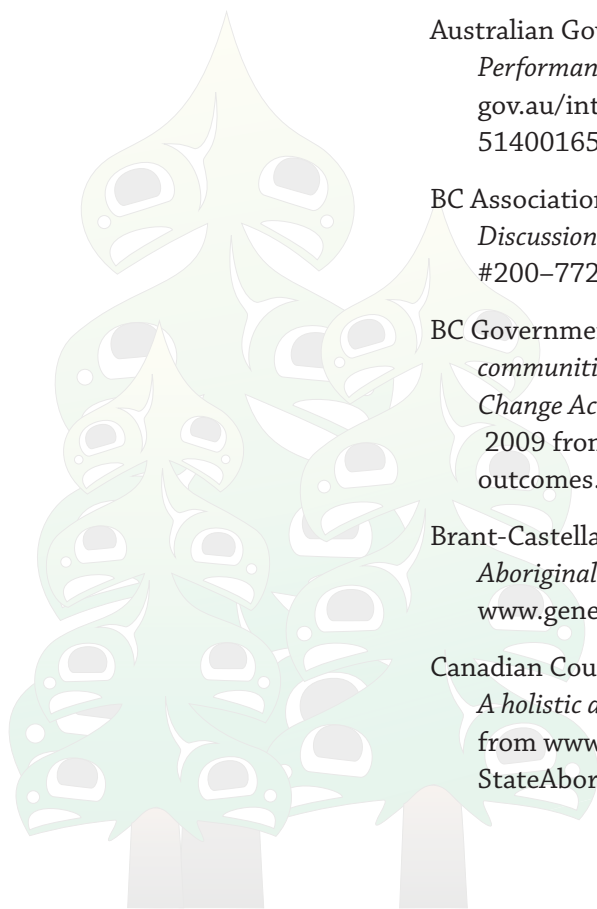 Australian Gov
Performan
gov.au/int
51400165
BC Association
Discussion
#200–772
BC Governme
communiti
Change Ac
2009 from
outcomes.
Brant-Castella
Aboriginal
www.gene
Canadian Cou
A holistic a
from www
StateAbor